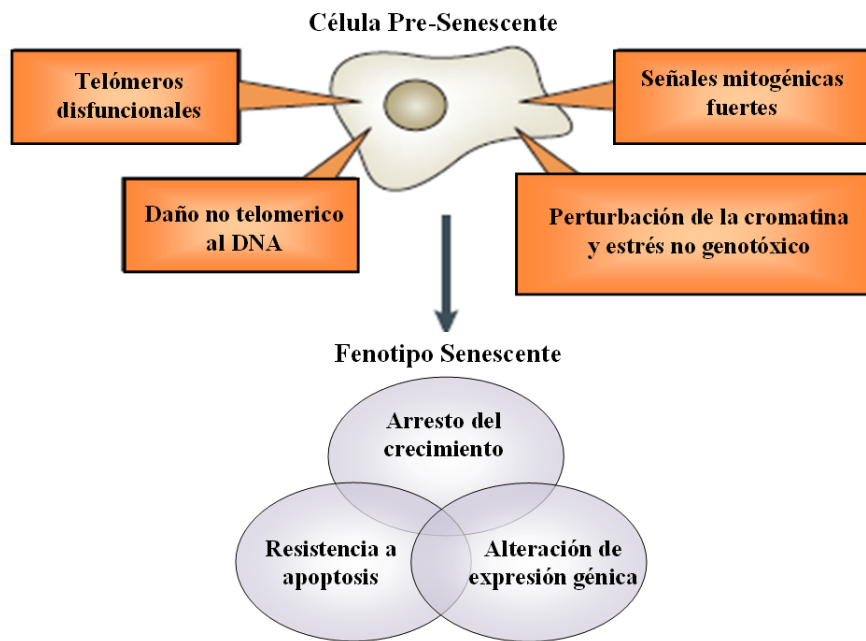 Célula Pre-Senescente
Telómeros
disfuncionales
Señales mitogénicas
fuertes
Daño no telomerico
al DNA
Perturbación de la cromatina
y estrés no genotóxico
Fenotipo Senescente
Arresto del
crecimiento
Resistencia a
apoptosis
Alteración de
expresión génica